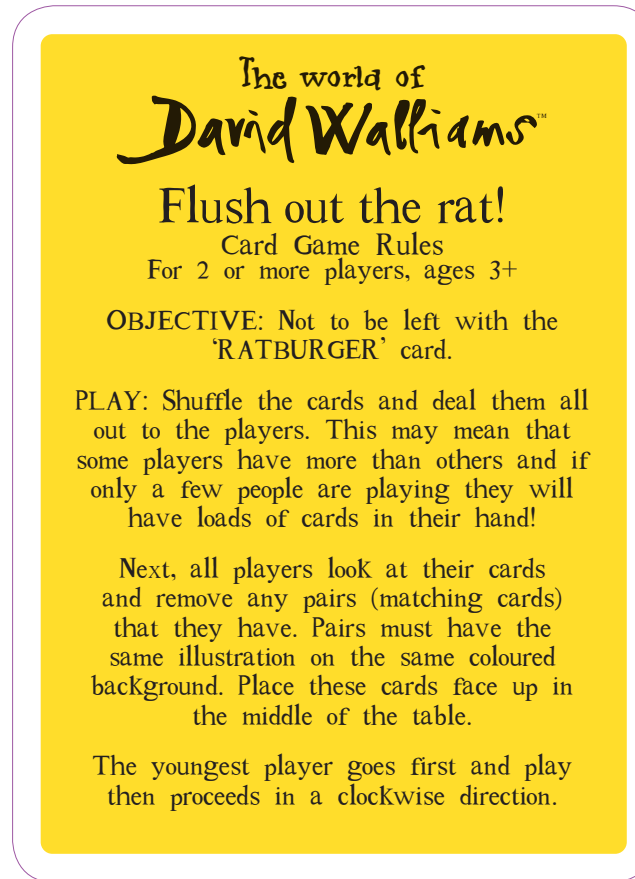 The world of
David Walliams™
Flush out the rat!
Card Game Rules
For 2 or more players, ages 3+
OBJECTIVE: Not to be left with the
‘RATBURGER’ card.
PLAY: Shuffle the cards and deal them all
out to the players. This may mean that
some players have more than others and if
only a few people are playing they will
have loads of cards in their hand!
Next, all players look at their cards
and remove any pairs (matching cards)
that they have. Pairs must have the
same illustration on the same coloured
background. Place these cards face up in
the middle of the table.
The youngest player goes first and play
then proceeds in a clockwise direction.